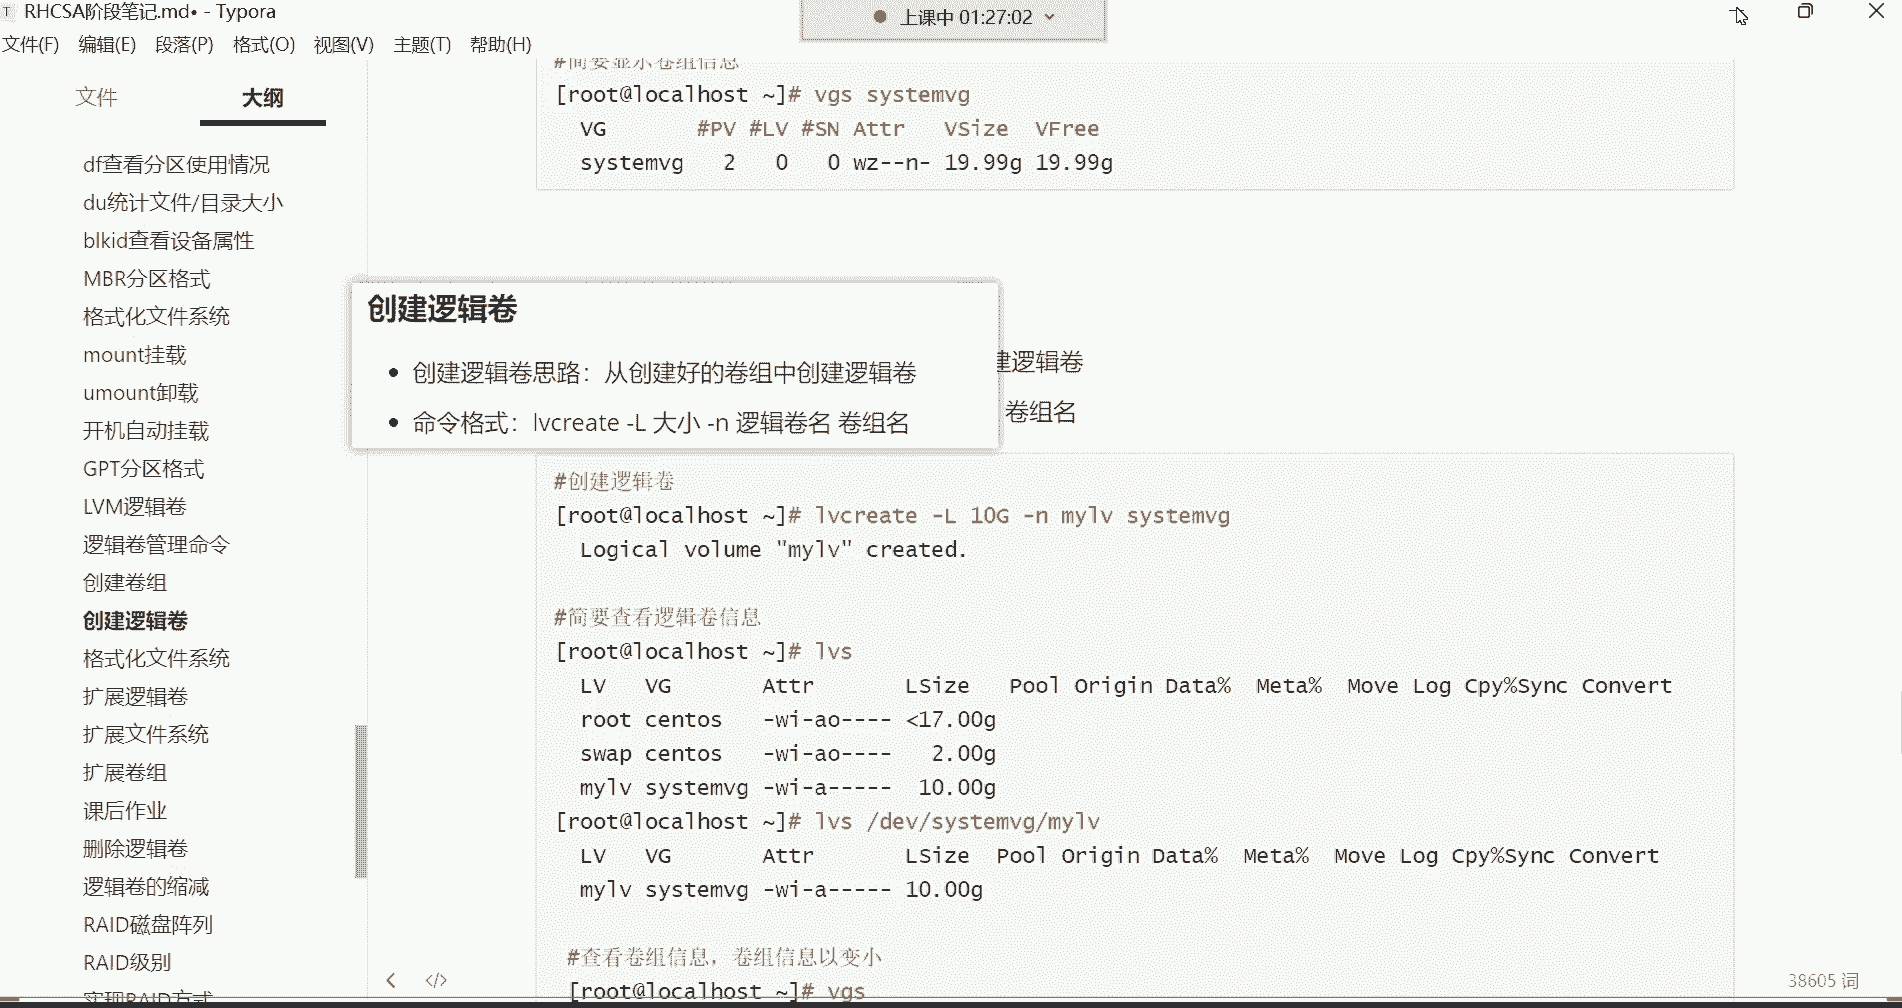 RHCSA阶段笔记.md• - Typora
上课中 01:27:02
文件(F) 编辑(E) 段落(P) 格式(O) 视图(V) 主题(T) 帮助(H)
文件 大纲
df查看分区使用情况
du统计文件/目录大小
blkid查看设备属性
MBR分区格式
格式化文件系统
mount挂载
umount卸载
开机自动挂载
GPT分区格式
LVM逻辑卷
逻辑卷管理命令
创建卷组
创建逻辑卷
格式化文件系统
扩展逻辑卷
扩展文件系统
扩展卷组
课后作业
删除逻辑卷
逻辑卷的缩减
RAID磁盘阵列
RAID级别
实现RAID方式
#简要显示卷组信息
[root@localhost ~]# vgs systemvg
VG #PV #LV #SN Attr VSize VFree
systemvg 2 0 0 wz--n- 19.99g 19.99g
创建逻辑卷
• 创建逻辑卷思路：从创建好的卷组中创建逻辑卷
• 命令格式：lvcreate -L 大小 -n 逻辑卷名 卷组名
建逻辑卷
卷组名
#创建逻辑卷
[root@localhost ~]# lvcreate -L 10G -n mylv systemvg
Logical volume "mylv" created.
#简要查看逻辑卷信息
[root@localhost ~]# lvs
LV VG Attr LSize Pool Origin Data% Meta% Move Log Cpy%Sync Convert
root centos -wi-ao---- <17.00g
swap centos -wi-ao---- 2.00g
mylv systemvg -wi-a----- 10.00g
[root@localhost ~]# lvs /dev/systemvg/mylv
LV VG Attr LSize Pool Origin Data% Meta% Move Log Cpy%Sync Convert
mylv systemvg -wi-a----- 10.00g
#查看卷组信息，卷组信息以变小
[root@localhost ~]# vgs
38605 词